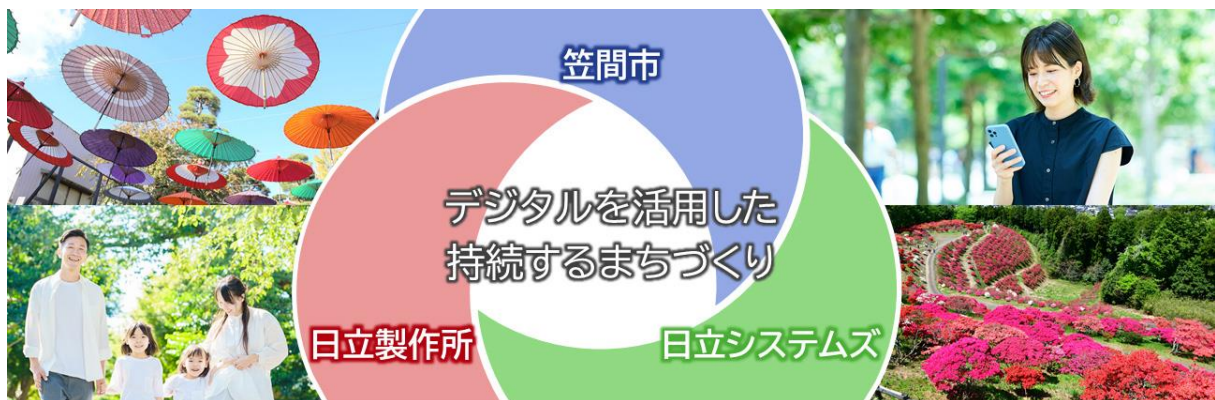 笠間市
デジタルを活用した
持続するまちづくり
日立製作所
日立システムズ